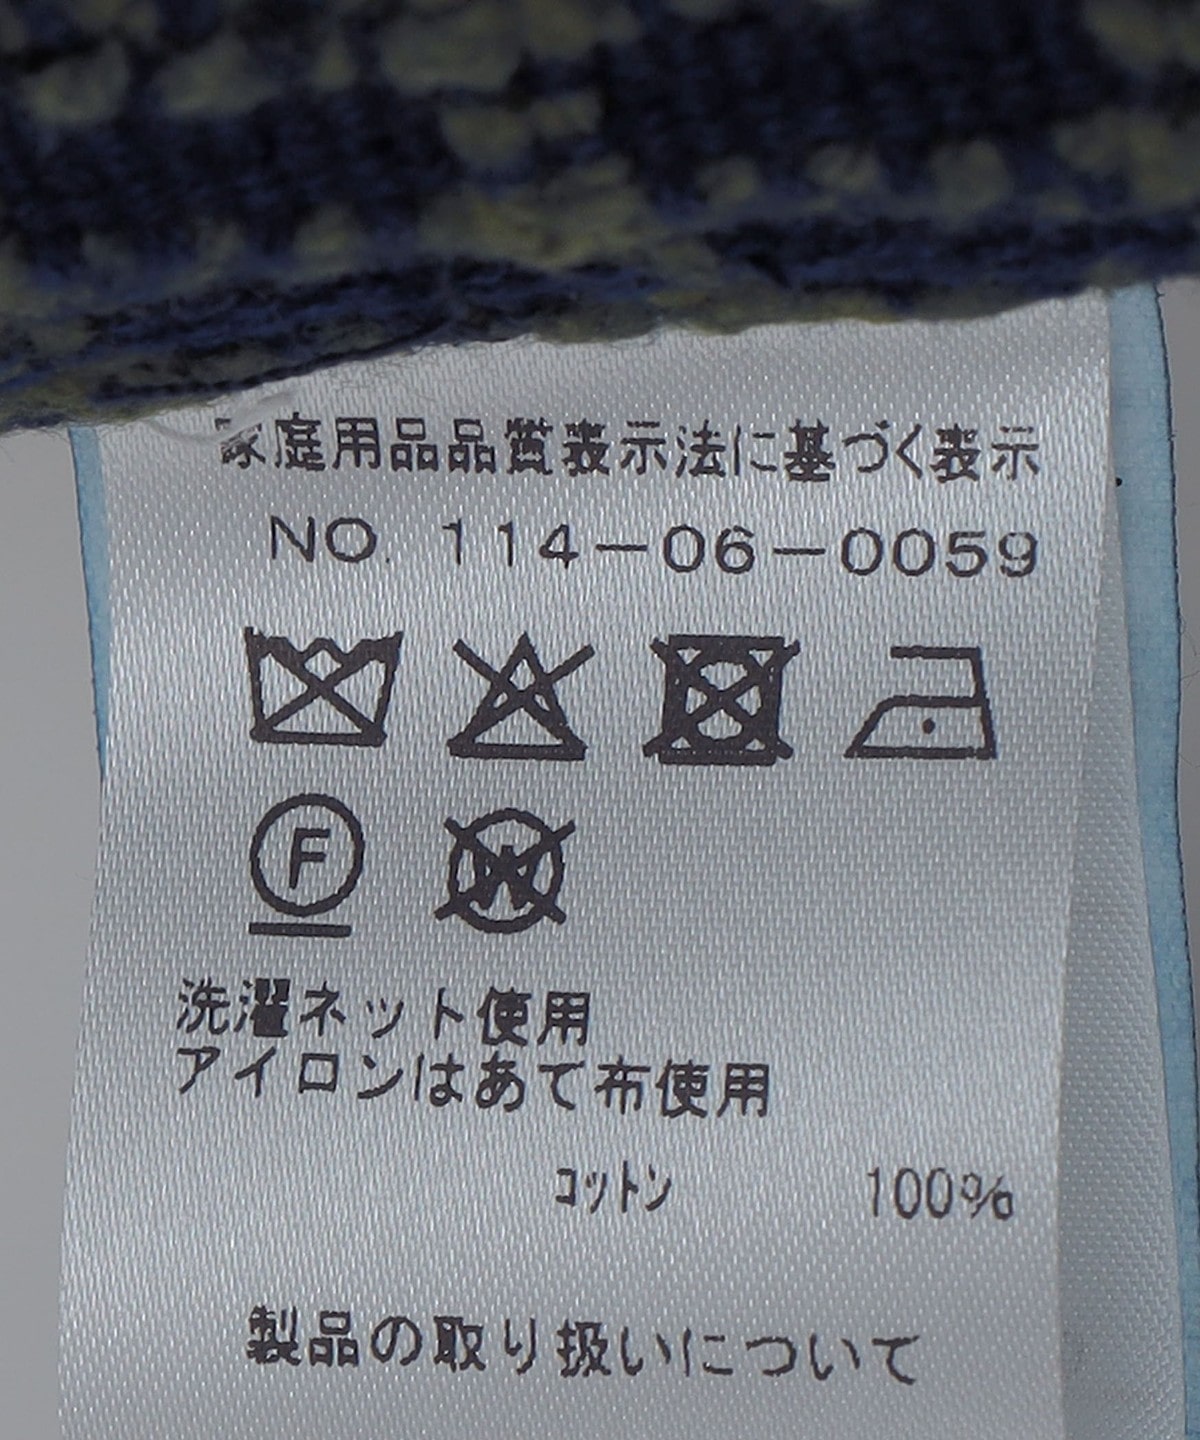 家庭用品品質表示法に基づく表示
NO. 114-06-0059
F W
洗濯ネット使用
アイロンはあて布使用
コットン 100%
製品の取り扱いについて